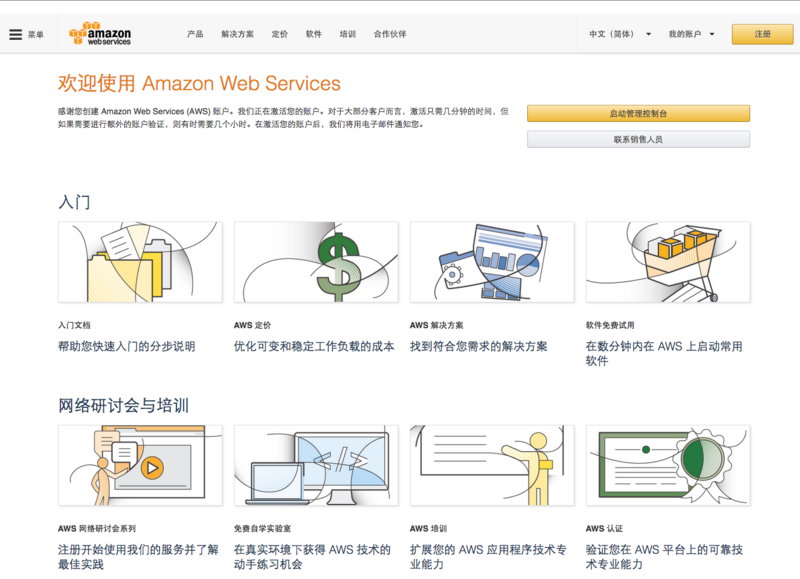 菜单
amazon
web services
产品
解决方案
定价
软件
培训
合作伙伴
中文（简体）
我的账户
注册
欢迎使用 Amazon Web Services
感谢您创建 Amazon Web Services (AWS) 账户。我们正在激活您的账户。对于大部分客户而言，激活只需几分钟的时间，但
如果需要进行额外的账户验证，则有时需要几个小时。在激活您的账户后，我们将用电子邮件通知您。
启动管理控制台
联系销售人员
入门
入门文档
帮助您快速入门的分步说明
AWS 定价
优化可变和稳定工作负载的成本
AWS 解决方案
找到符合您需求的解决方案
软件免费试用
在数分钟内在 AWS 上启动常用
软件
网络研讨会与培训
AWS 网络研讨会系列
注册开始使用我们的服务并了解
最佳实践
免费自学实验室
在真实环境下获得 AWS 技术的
动手练习机会
AWS 培训
扩展您的 AWS 应用程序技术专
业能力
AWS 认证
验证您在 AWS 平台上的可靠技
术专业能力